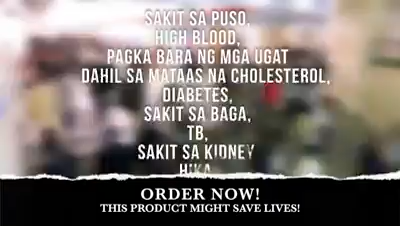 SAKIT SA PUSO,
HIGH BLOOD,
PAGKA BARA NG MGA UGAT
DAHIL SA MATAAS NA CHOLESTEROL,
DIABETES,
SAKIT SA BAGA,
TB,
SAKIT SA KIDNEY
HIKA
ORDER NOW!
THIS PRODUCT MIGHT SAVE LIVES!